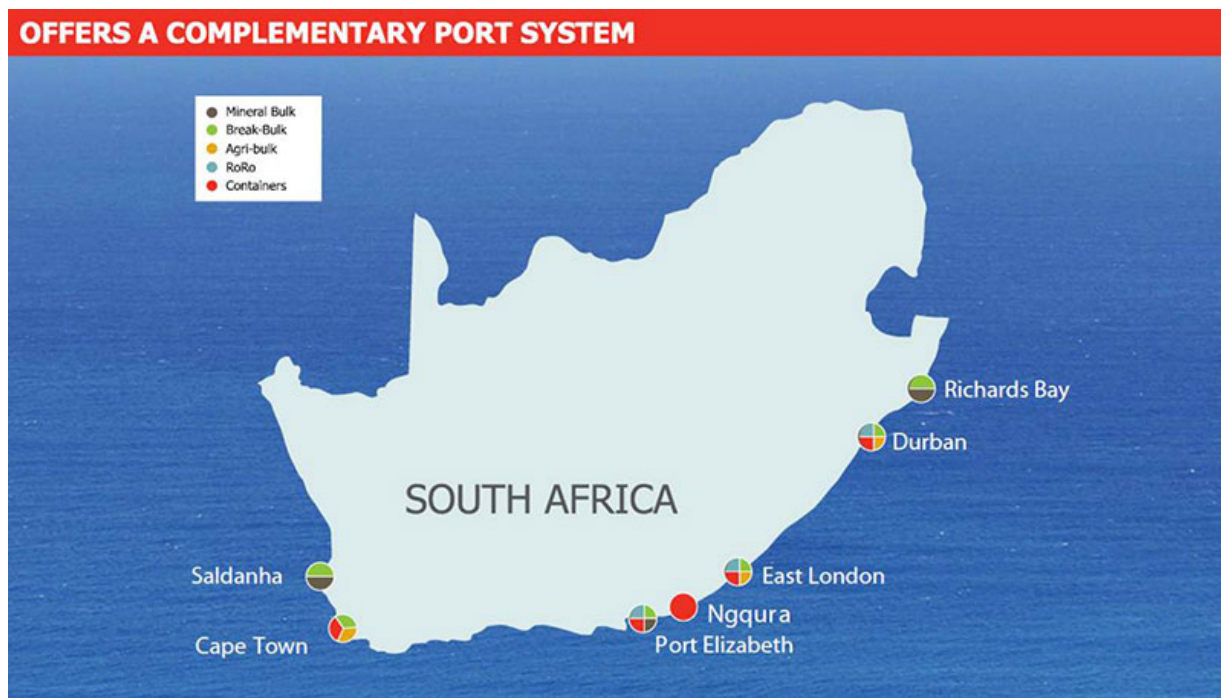 OFFERS A COMPLEMENTARY PORT SYSTEM
Mineral Bulk
Break-Bulk
Agri-bulk
RoRo
Containers
Richards Bay
Durban
SOUTH AFRICA
Saldanha
East London
Ngqura
Cape Town
Port Elizabeth